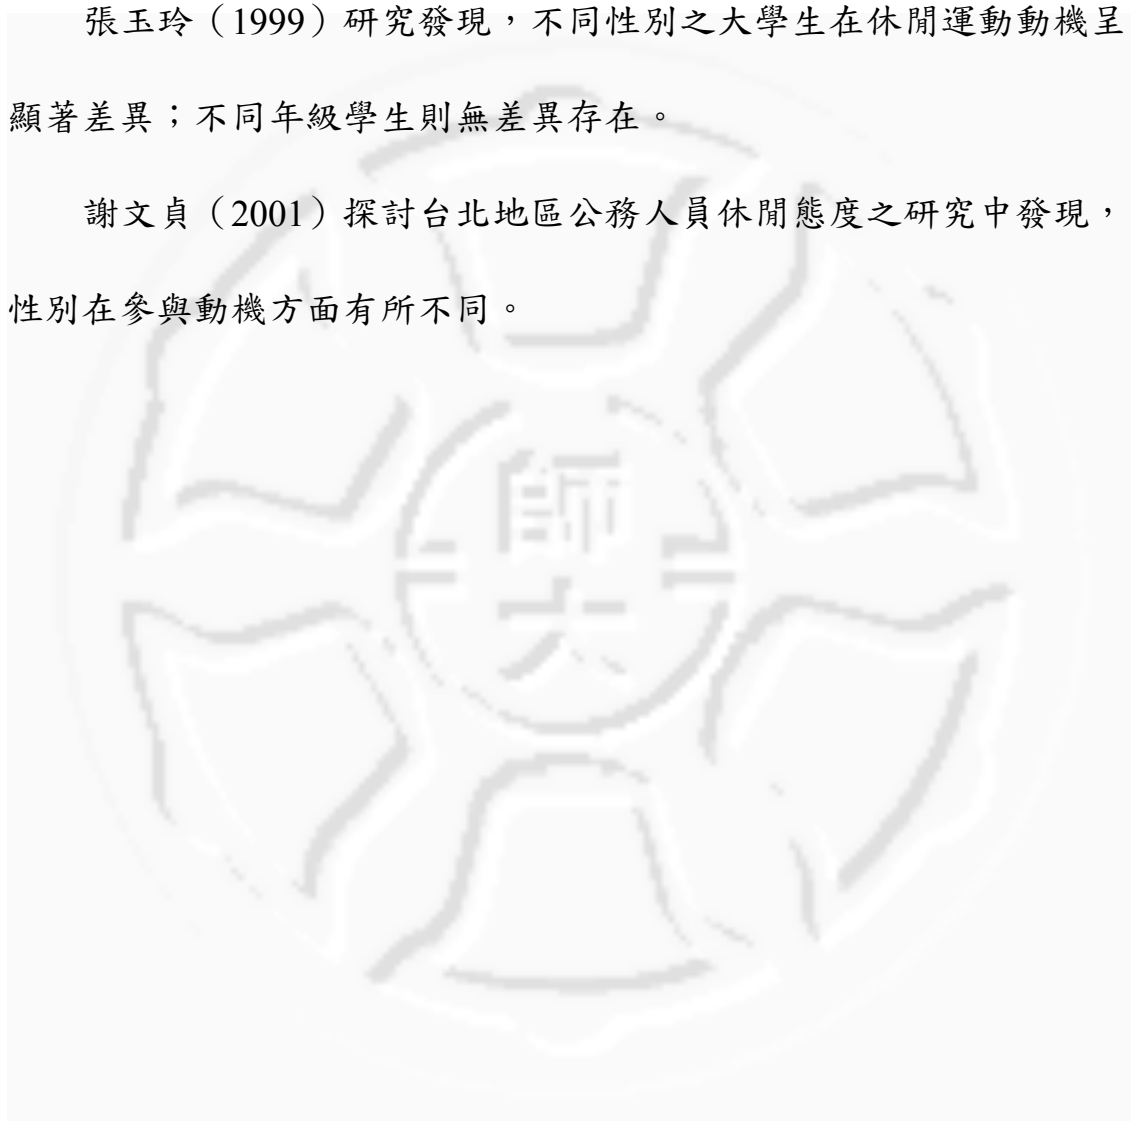 張玉玲（1999）研究發現，不同性別之大學生在休閒運動動機呈
顯著差異；不同年級學生則無差異存在。
謝文貞（2001）探討台北地區公務人員休閒態度之研究中發現，
性別在參與動機方面有所不同。
師
大